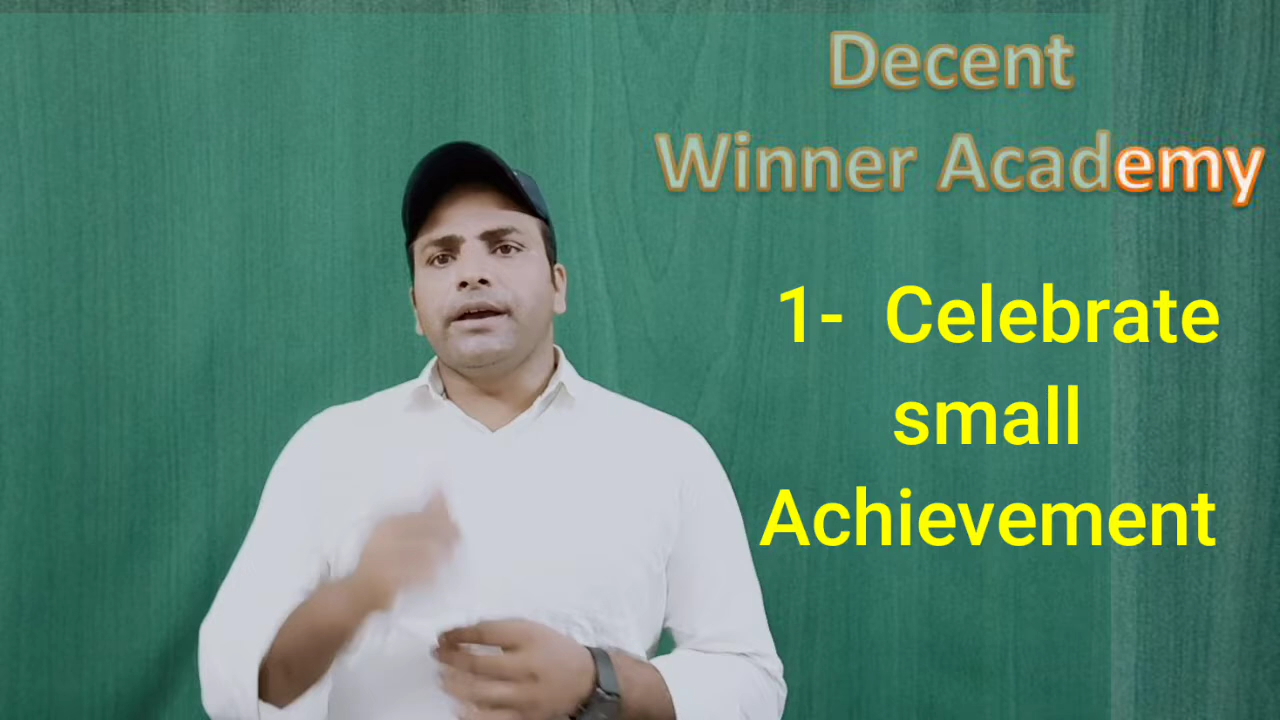 Decent
Winner Academy
1- Celebrate
small
Achievement